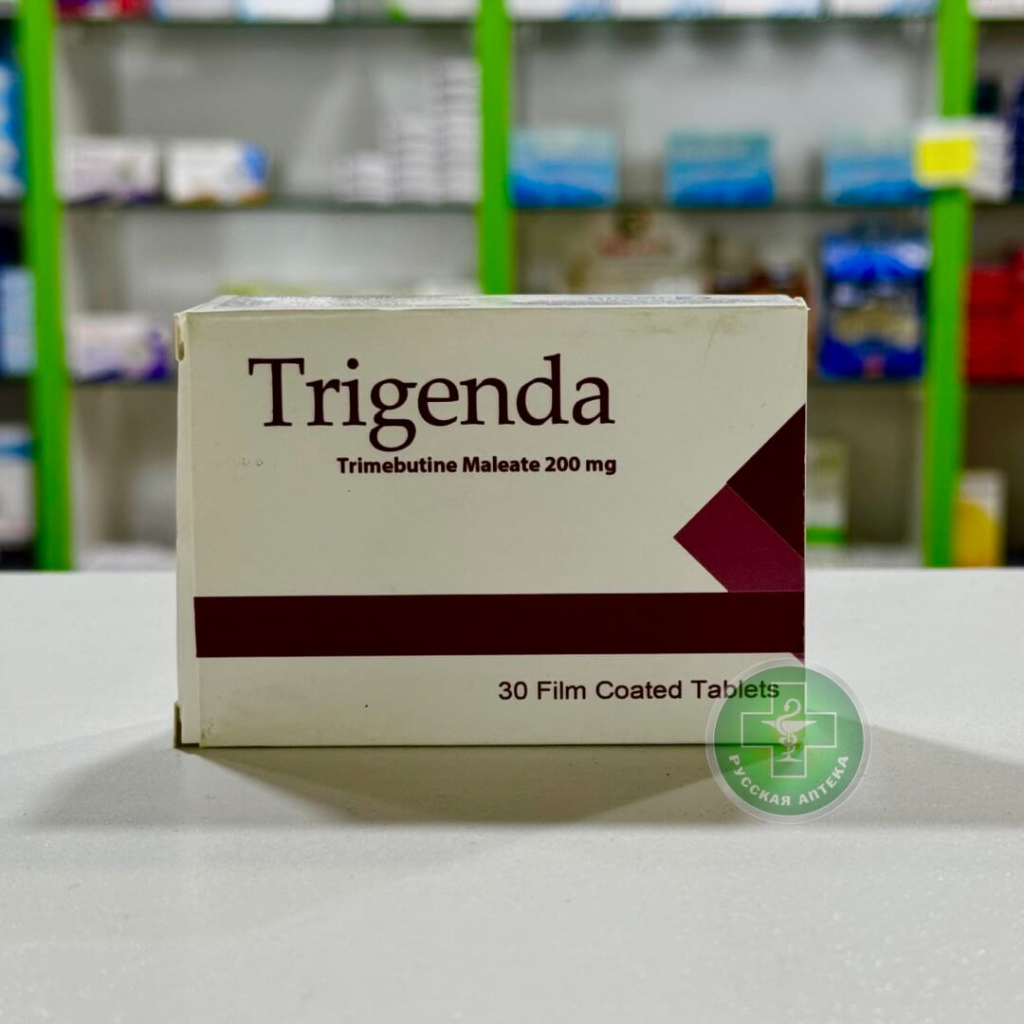 Trigenda
Trimebutine Maleate 200 mg
30 Film Coated Tablets
РУССКАЯ АПТЕКА